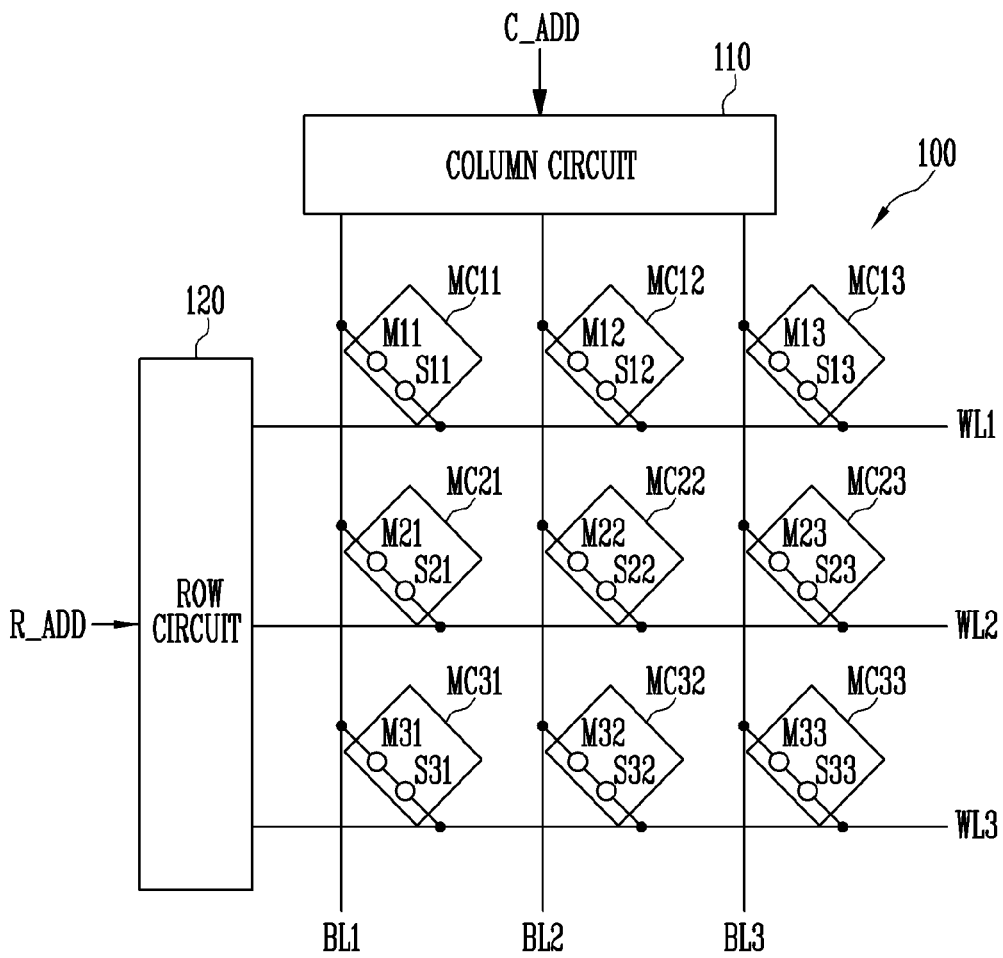 C_ADD
110
COLUMN CIRCUIT
100
120
MC11
MC12
MC13
M11
M12
M13
S11
S12
S13
WL1
MC21
MC22
MC23
M21
M22
M23
S21
S22
S23
ROW
CIRCUIT
R_ADD
WL2
MC31
MC32
MC33
M31
M32
M33
S31
S32
S33
WL3
BL1
BL2
BL3